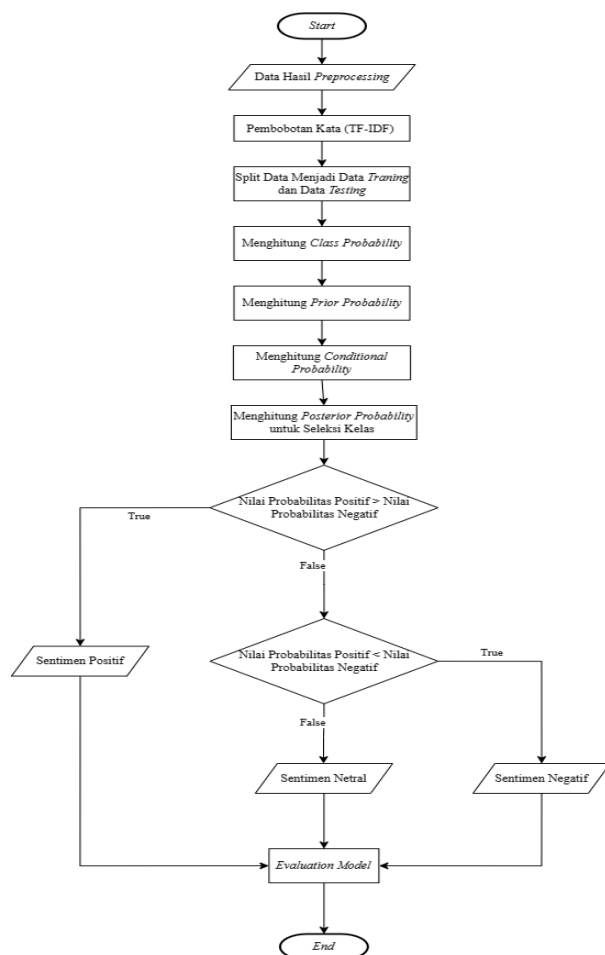 Start
Data Hasil Preprocessing
Pembobotan Kata (TF-IDF)
Split Data Menjadi Data Traning
dan Data Testing
Menghitung Class Probability
Menghitung Prior Probability
Menghitung Conditional
Probability
Menghitung Posterior Probability
untuk Seleksi Kelas
Nilai Probabilitas Positif > Nilai
Probabilitas Negatif
True
False
Nilai Probabilitas Positif < Nilai
Probabilitas Negatif
True
Sentimen Positif
False
Sentimen Netral
Sentimen Negatif
Evaluation Model
End